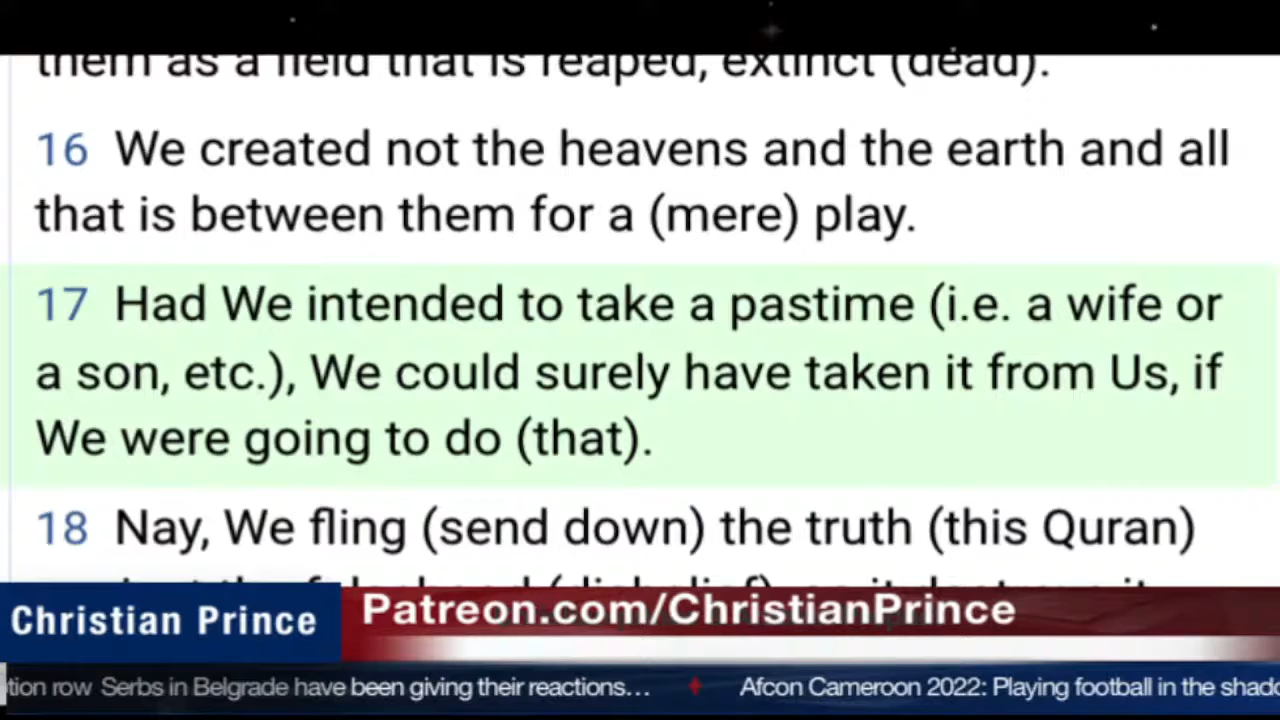 them as a field that is reaped, extinct (dead).
16 We created not the heavens and the earth and all
that is between them for a (mere) play.
17 Had We intended to take a pastime (i.e. a wife or
a son, etc.), We could surely have taken it from Us, if
We were going to do (that).
18 Nay, We fling (send down) the truth (this Quran)
Christian Prince
Patreon.com/ChristianPrince
tion row Serbs in Belgrade have been giving their reactions... Afcon Cameroon 2022: Playing football in the shad